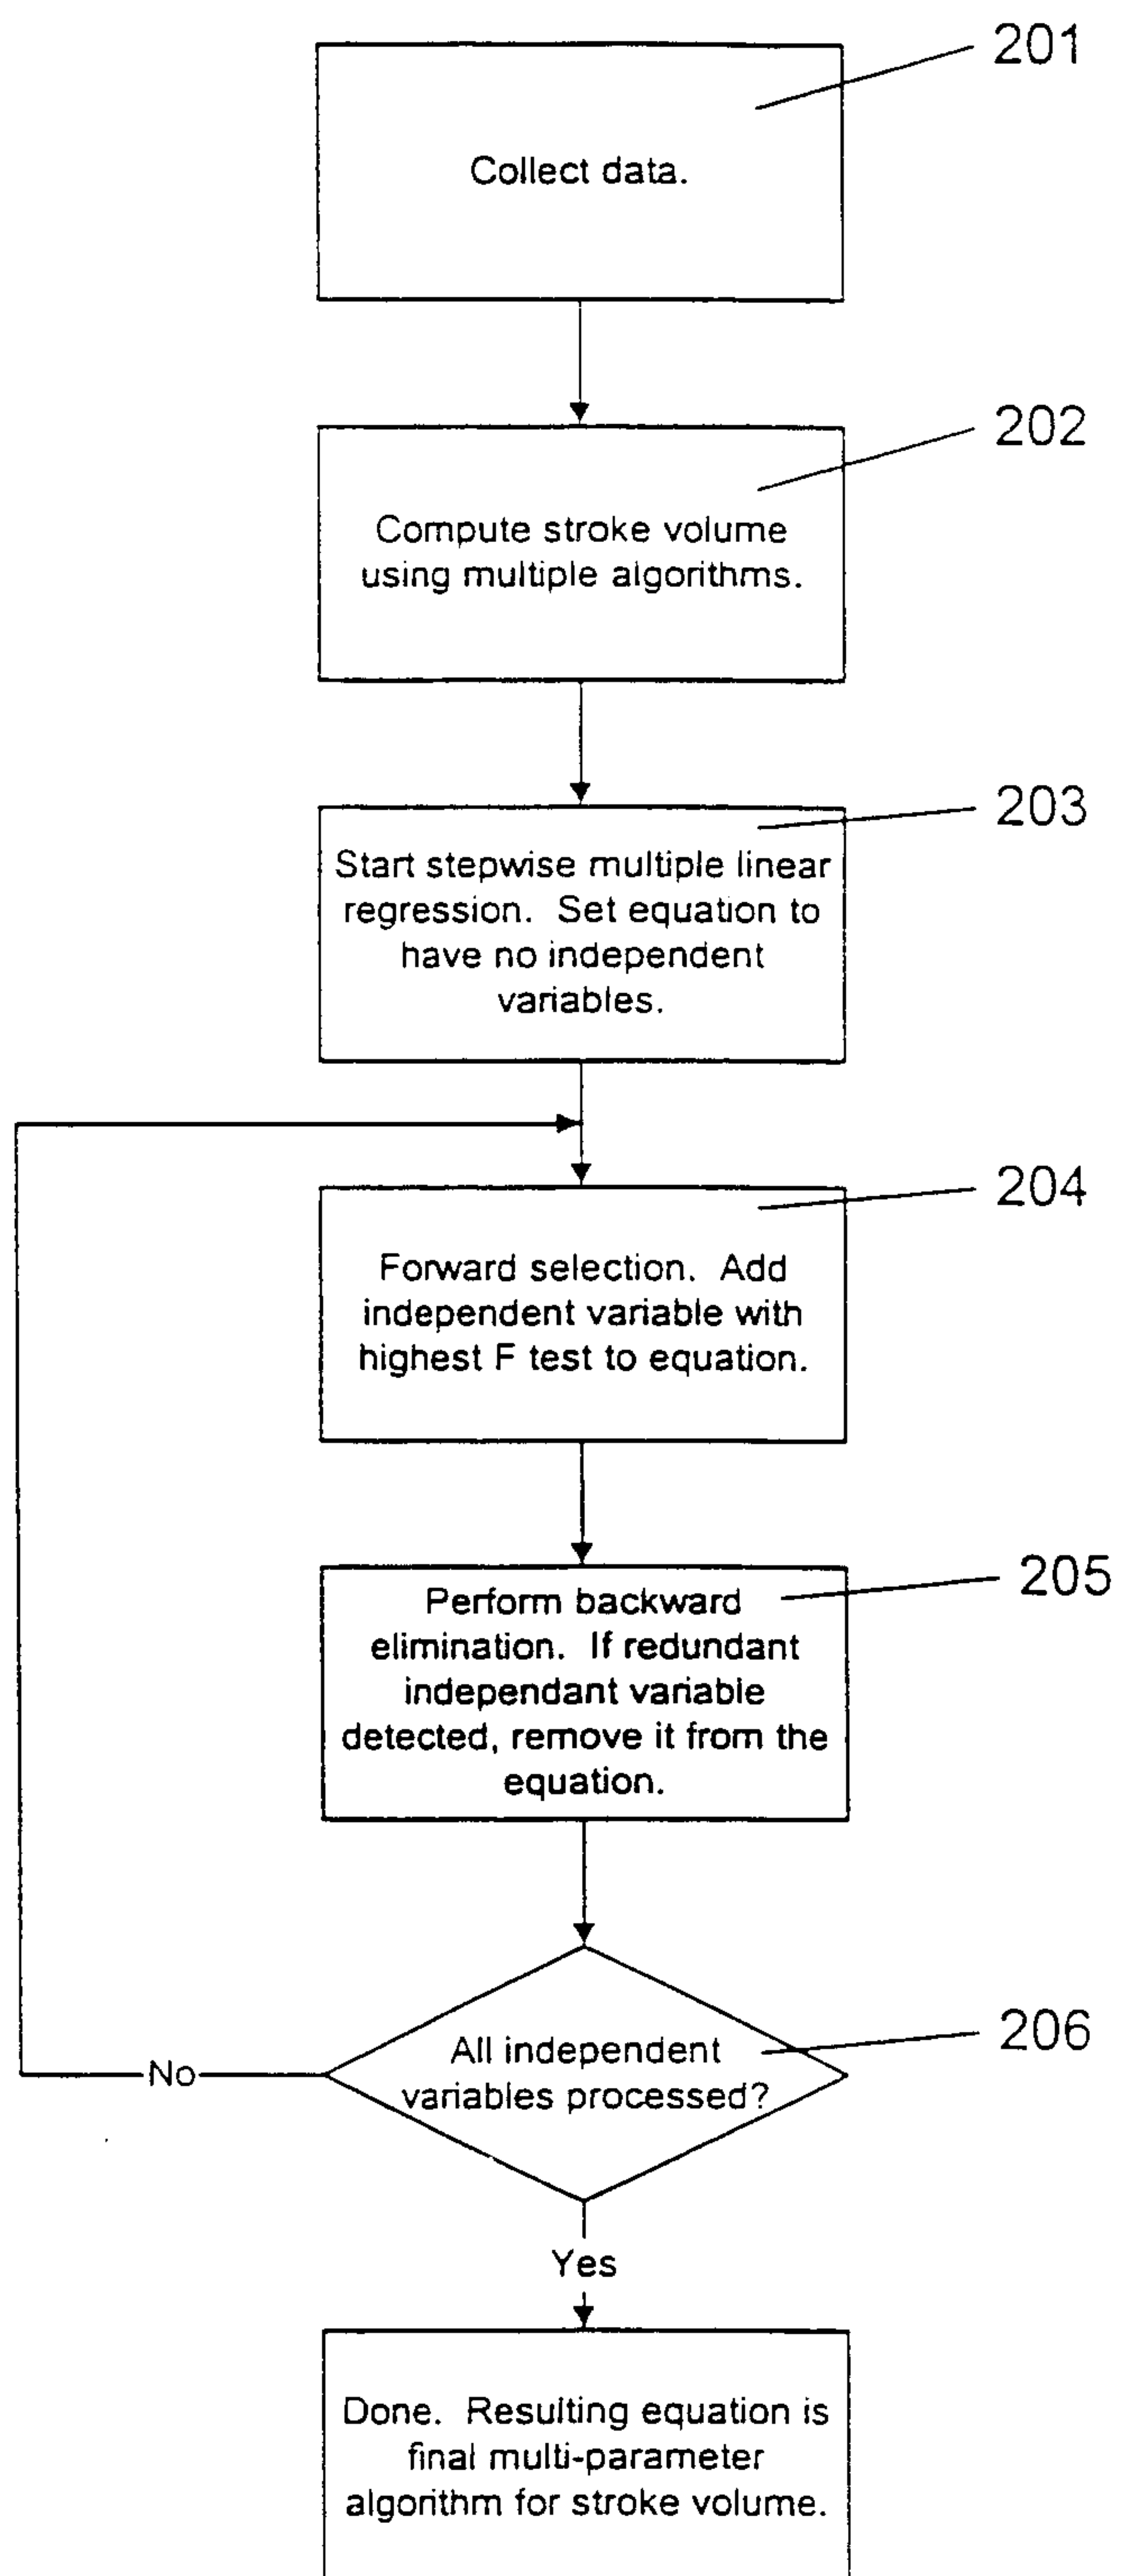 201
Collect data.
202
Compute stroke volume
using multiple algorithms.
203
Start stepwise multiple linear
regression. Set equation to
have no independent
variables.
204
Forward selection. Add
independent variable with
highest F test to equation.
205
Perform backward
elimination. If redundant
independant variable
detected, remove it from the
equation.
206
All independent
variables processed?
No
Yes
Done. Resulting equation is
final multi-parameter
algorithm for stroke volume.